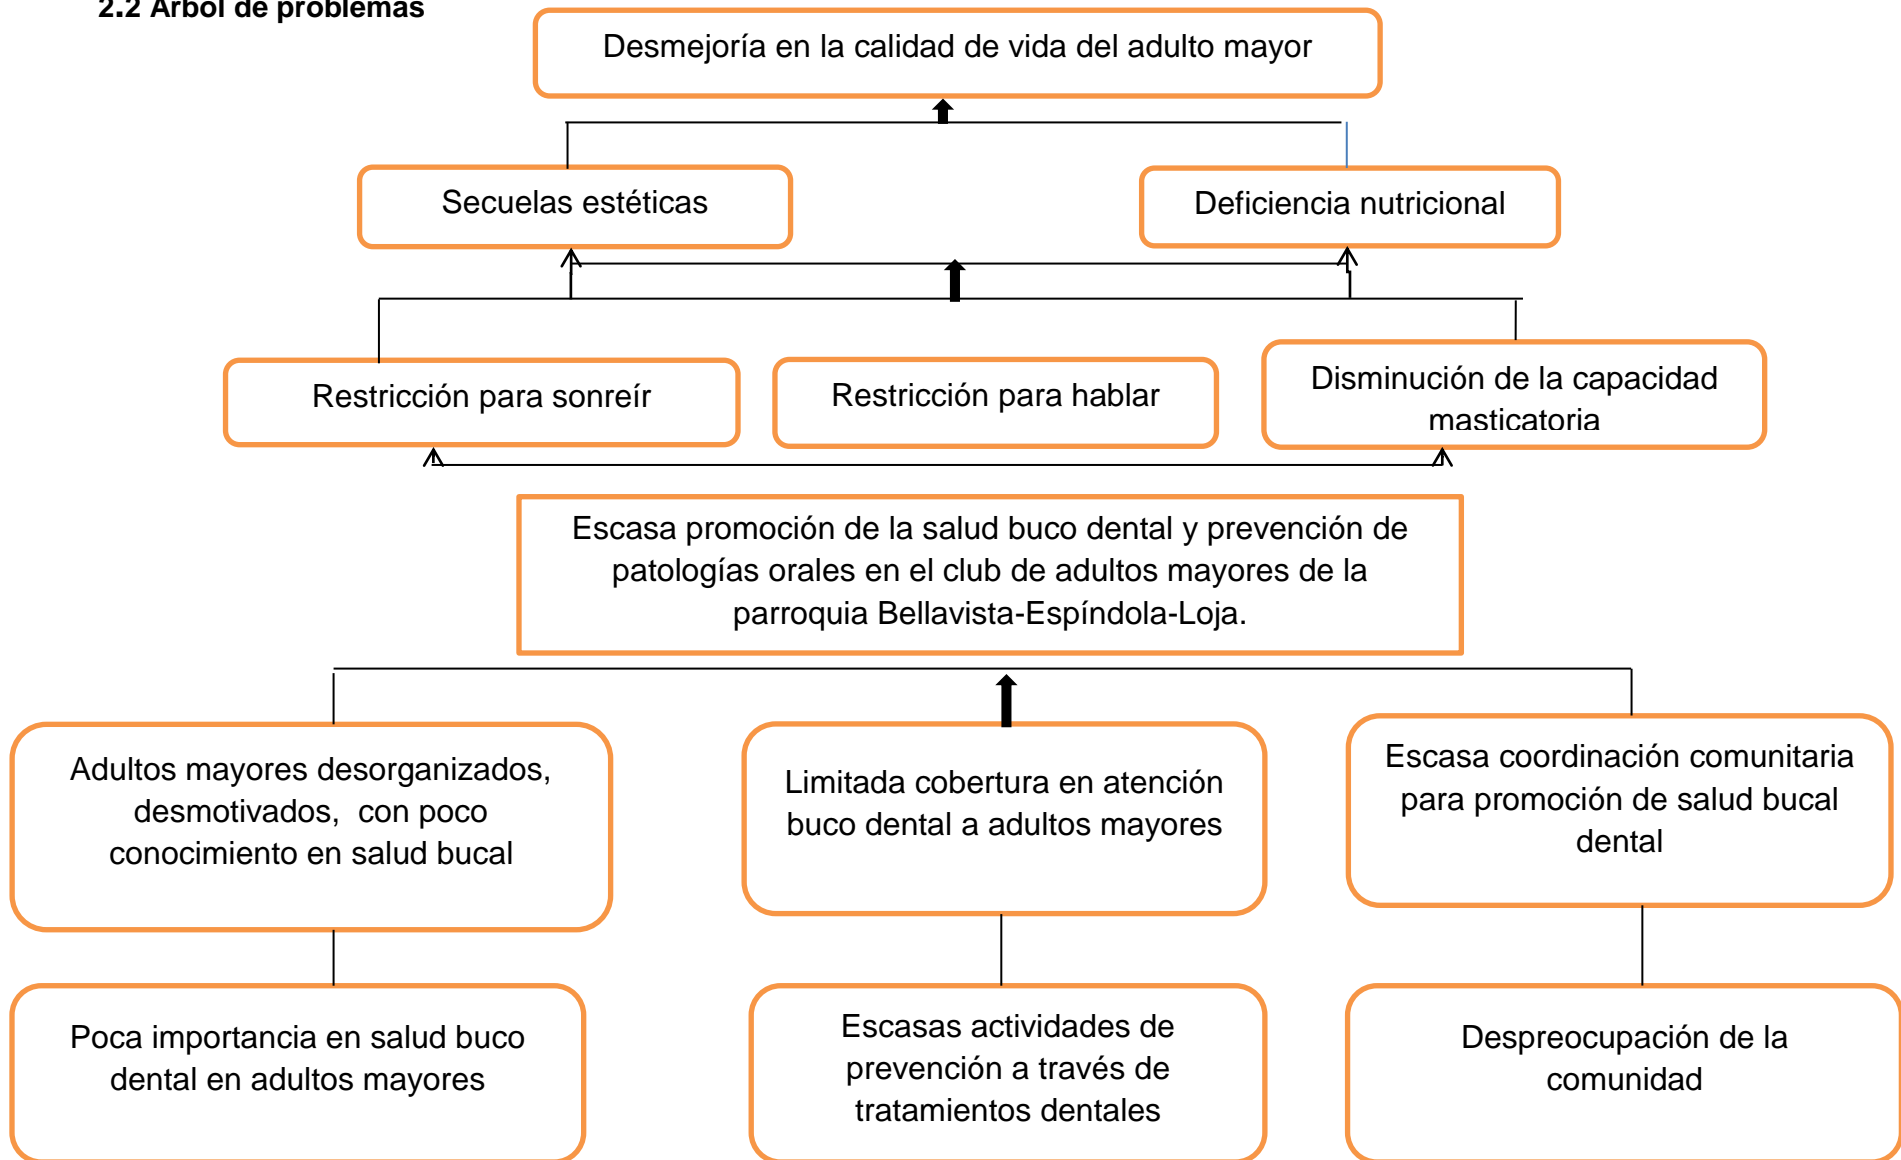 2.2 Árbol de problemas
Desmejoría en la calidad de vida del adulto mayor
Secuelas estéticas
Deficiencia nutricional
Restricción para sonreír
Restricción para hablar
Disminución de la capacidad
masticatoria
Escasa promoción de la salud buco dental y prevención de
patologías orales en el club de adultos mayores de la
parroquia Bellavista-Espíndola-Loja.
Adultos mayores desorganizados,
desmotivados, con poco
conocimiento en salud bucal
Limitada cobertura en atención
buco dental a adultos mayores
Escasa coordinación comunitaria
para promoción de salud bucal
dental
Poca importancia en salud buco
dental en adultos mayores
Escasas actividades de
prevención a través de
tratamientos dentales
Despreocupación de la
comunidad